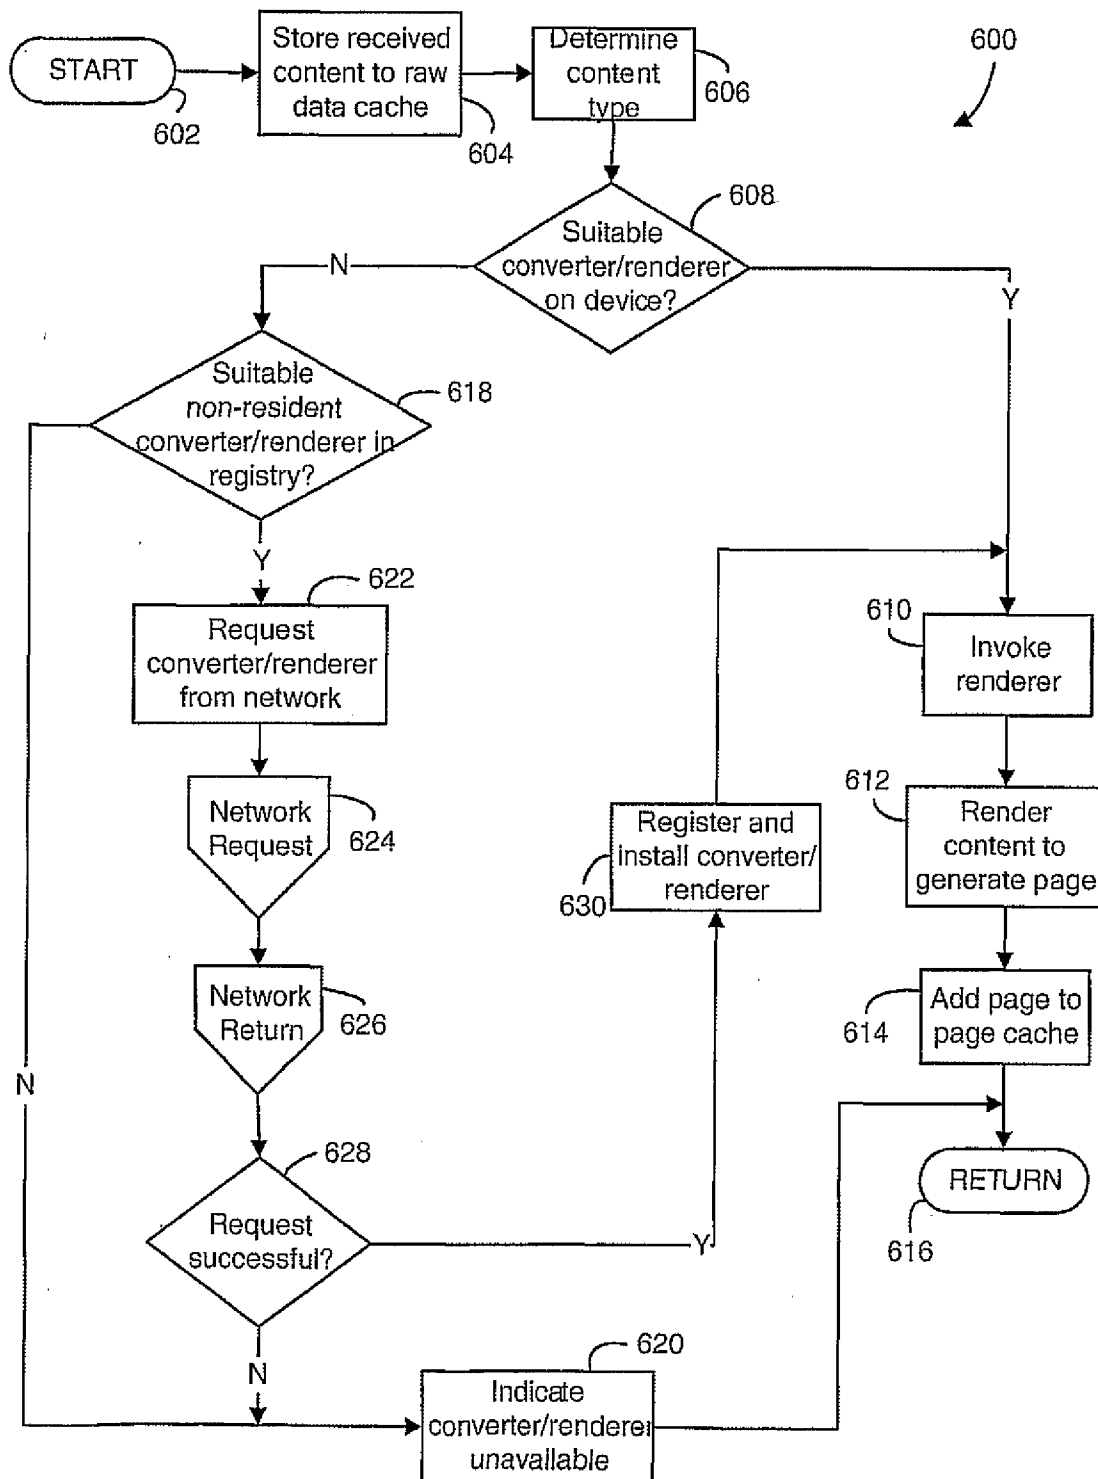 START
602
Store received
content to raw
data cache
604
Determine
content
type
606
600
Suitable
converter/renderer
on device?
608
N
Y
Suitable
non-resident
converter/renderer in
registry?
618
Y
622
Request
converter/renderer
from network
Network
Request
624
Network
Return
626
N
628
Request
successful?
Y
N
620
Indicate
converter/renderer
unavailable
Register and
install converter/
renderer
630
610
Invoke
renderer
612
Render
content to
generate page
Add page to
page cache
614
RETURN
616